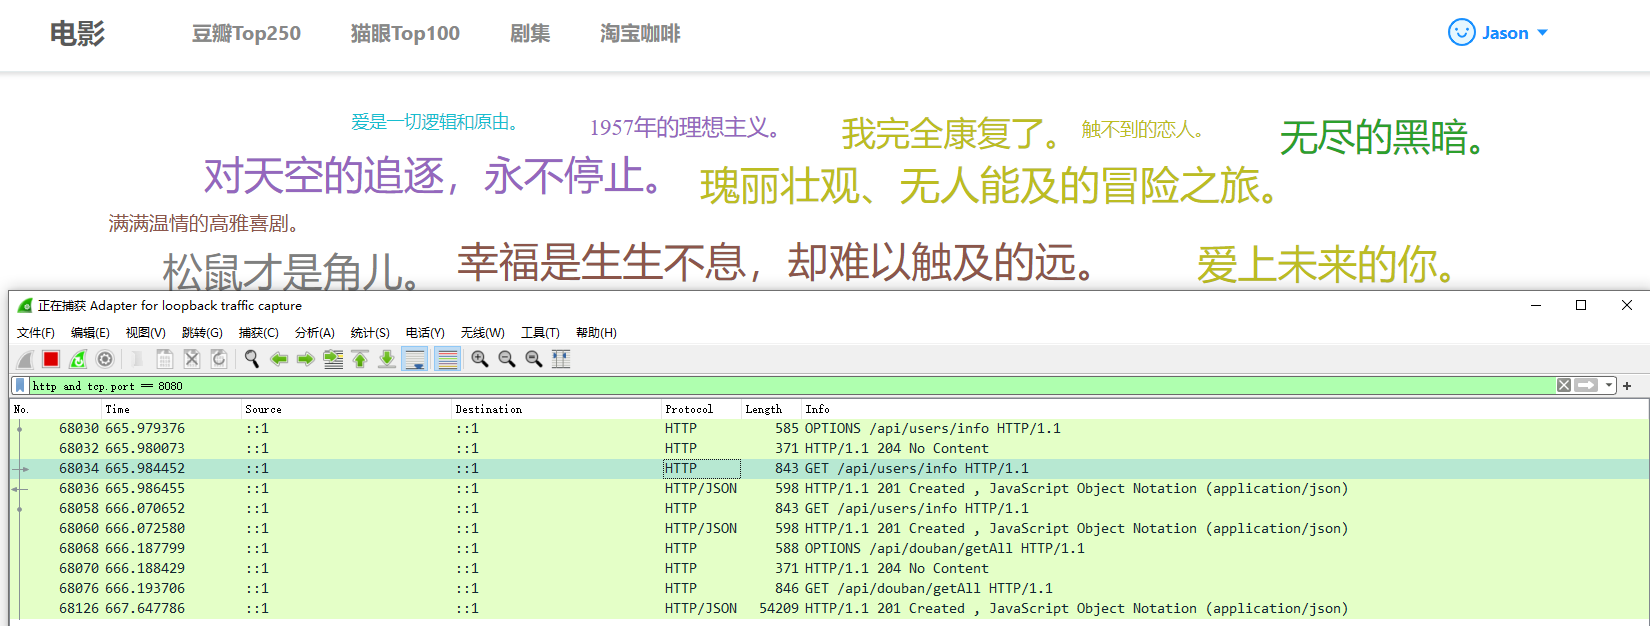 电影 豆瓣Top250 猫眼Top100 剧集 淘宝咖啡 Jason
爱是一切逻辑和原由。 1957年的理想主义。 我完全康复了。 触不到的恋人。 无尽的黑暗。
对天空的追逐，永不停止。 瑰丽壮观、无人能及的冒险之旅。
满满温情的高雅喜剧。
松鼠才是角儿。 幸福是生生不息，却难以触及的远。 爱上未来的你。
正在捕获 Adapter for loopback traffic capture
文件(F) 编辑(E) 视图(V) 跳转(G) 捕获(C) 分析(A) 统计(S) 电话(Y) 无线(W) 工具(T) 帮助(H)
http and tcp.port == 8080
No. Time Source Destination Protocol Length Info
68030 665.979376 ::1 ::1 HTTP 585 OPTIONS /api/users/info HTTP/1.1
68032 665.980073 ::1 ::1 HTTP 371 HTTP/1.1 204 No Content
68034 665.984452 ::1 ::1 HTTP 843 GET /api/users/info HTTP/1.1
68036 665.986455 ::1 ::1 HTTP/JSON 598 HTTP/1.1 201 Created , JavaScript Object Notation (application/json)
68058 666.070652 ::1 ::1 HTTP 843 GET /api/users/info HTTP/1.1
68060 666.072580 ::1 ::1 HTTP/JSON 598 HTTP/1.1 201 Created , JavaScript Object Notation (application/json)
68068 666.187799 ::1 ::1 HTTP 588 OPTIONS /api/douban/getAll HTTP/1.1
68070 666.188429 ::1 ::1 HTTP 371 HTTP/1.1 204 No Content
68076 666.193706 ::1 ::1 HTTP 846 GET /api/douban/getAll HTTP/1.1
68126 667.647786 ::1 ::1 HTTP/JSON 54209 HTTP/1.1 201 Created , JavaScript Object Notation (application/json)